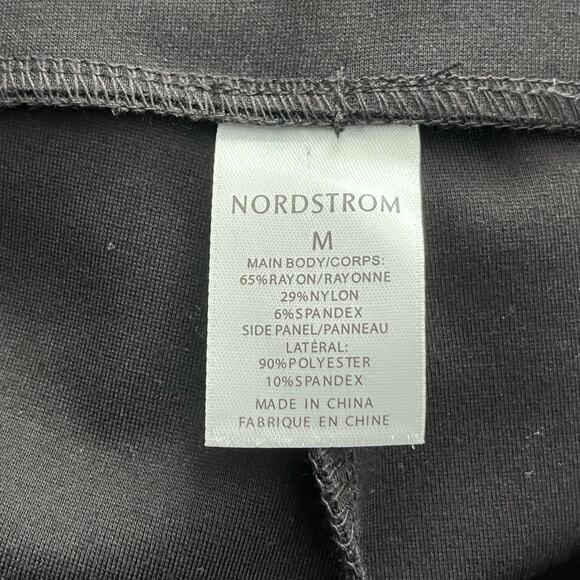 NORDSTROM
M
MAIN BODY/CORPS:
65%RAYON/RAYONNE
29%NYLON
6%SPANDEX
SIDE PANEL/PANNEAU
LATÉRAL:
90%POLYESTER
10%SPANDEX
MADE IN CHINA
FABRIQUE EN CHINE